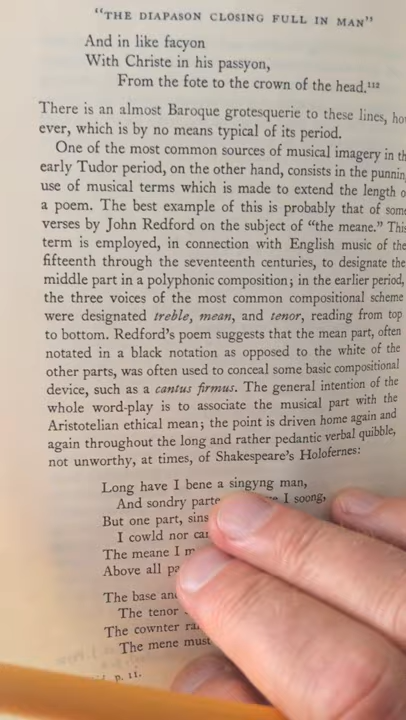 "THE DIAPASON CLOSING FULL IN MAN"
And in like facyon
With Christe in his passyon,
From the fote to the crown of the head.¹¹²
There is an almost Baroque grotesquerie to these lines, how
ever, which is by no means typical of its period.
One of the most common sources of musical imagery in th
early Tudor period, on the other hand, consists in the punnin
use of musical terms which is made to extend the length o
a poem. The best example of this is probably that of some
verses by John Redford on the subject of "the meane." This
term is employed, in connection with English music of the
fifteenth through the seventeenth centuries, to designate the
middle part in a polyphonic composition; in the earlier period,
the three voices of the most common compositional scheme
were designated treble, mean, and tenor, reading from top
to bottom. Redford's poem suggests that the mean part, often
notated in a black notation as opposed to the white of the
other parts, was often used to conceal some basic compositional
device, such as a cantus firmus. The general intention of the
whole word-play is to associate the musical part with the
Aristotelian ethical mean; the point is driven home again and
again throughout the long and rather pedantic verbal quibble,
not unworthy, at times, of Shakespeare's Holofernes:
Long have I bene a singyng man,
And sondry parte I soong,
But one part, sins
I cowld nor
The meane I
Above all
The base
The tenor
The cownter
The mene must
p. 11.